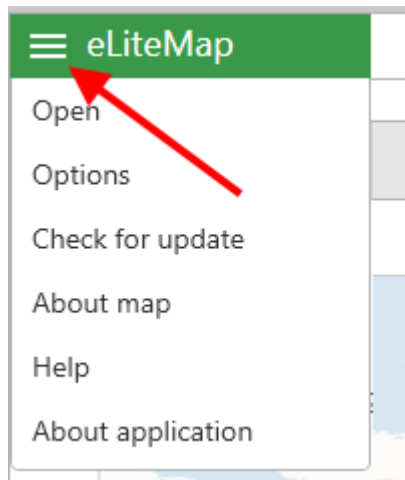 eLiteMap
Open
Options
Check for update
About map
Help
About application